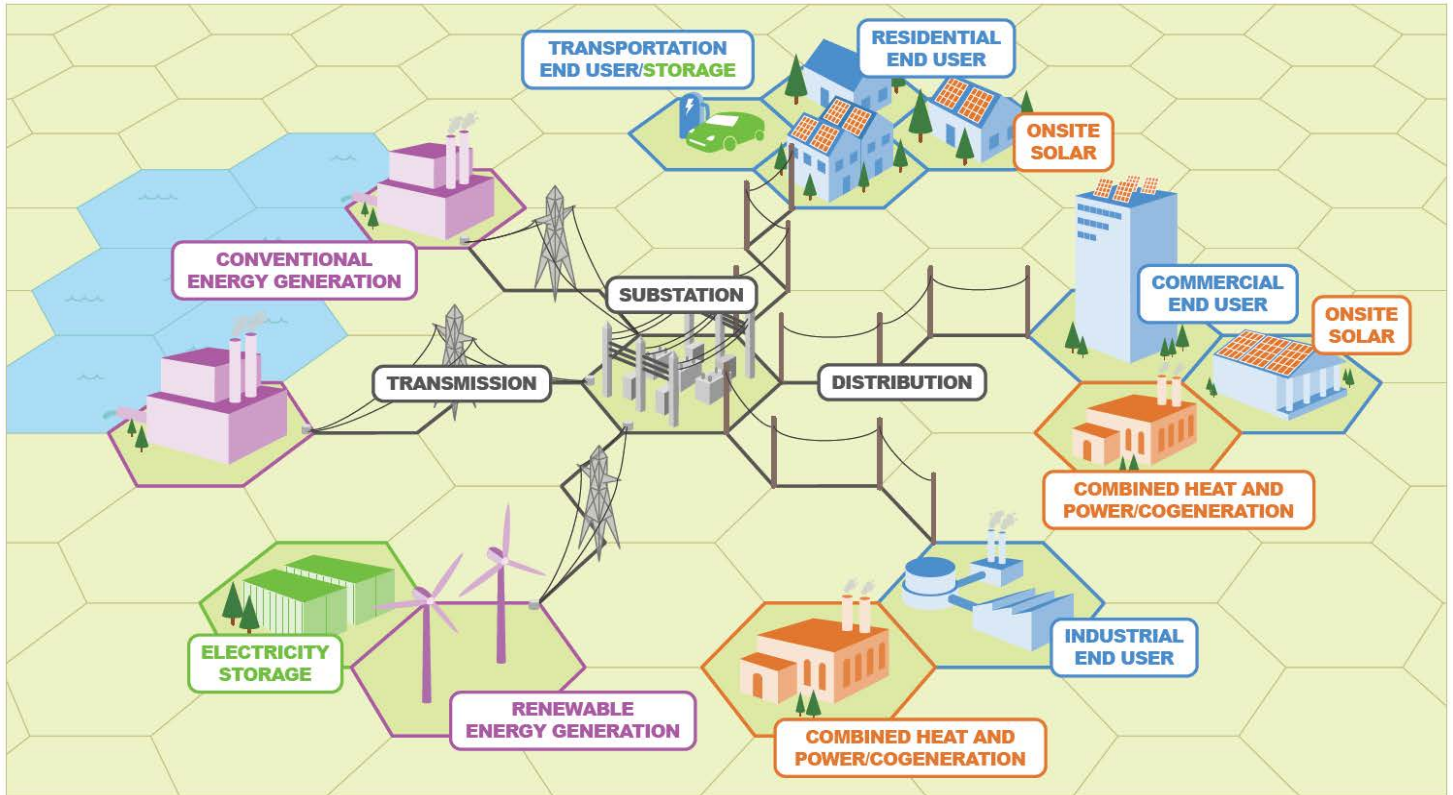 TRANSPORTATION
END USER/STORAGE
RESIDENTIAL
END USER
ONSITE
SOLAR
CONVENTIONAL
ENERGY GENERATION
SUBSTATION
COMMERCIAL
END USER
ONSITE
SOLAR
TRANSMISSION
DISTRIBUTION
COMBINED HEAT AND
POWER/COGENERATION
ELECTRICITY
STORAGE
INDUSTRIAL
END USER
RENEWABLE
ENERGY GENERATION
COMBINED HEAT AND
POWER/COGENERATION